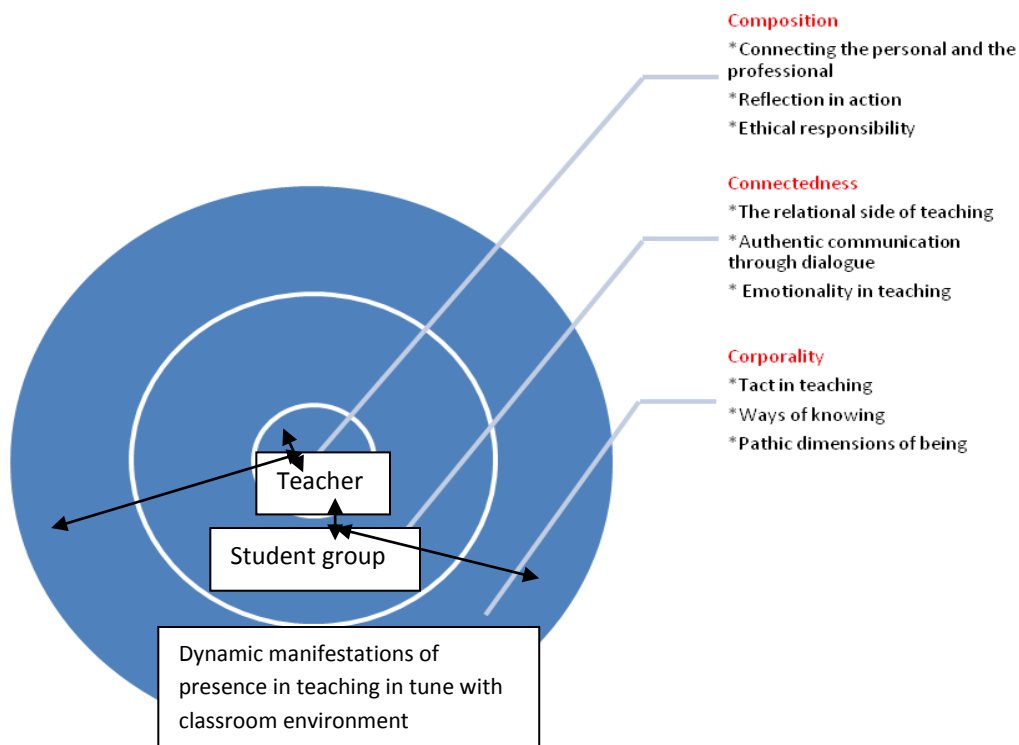 Composition
*Connecting the personal and the
professional
*Reflection in action
*Ethical responsibility
Connectedness
*The relational side of teaching
*Authentic communication
through dialogue
* Emotionality in teaching
Corporality
*Tact in teaching
*Ways of knowing
*Pathic dimensions of being
Teacher
Student group
Dynamic manifestations of
presence in teaching in tune with
classroom environment